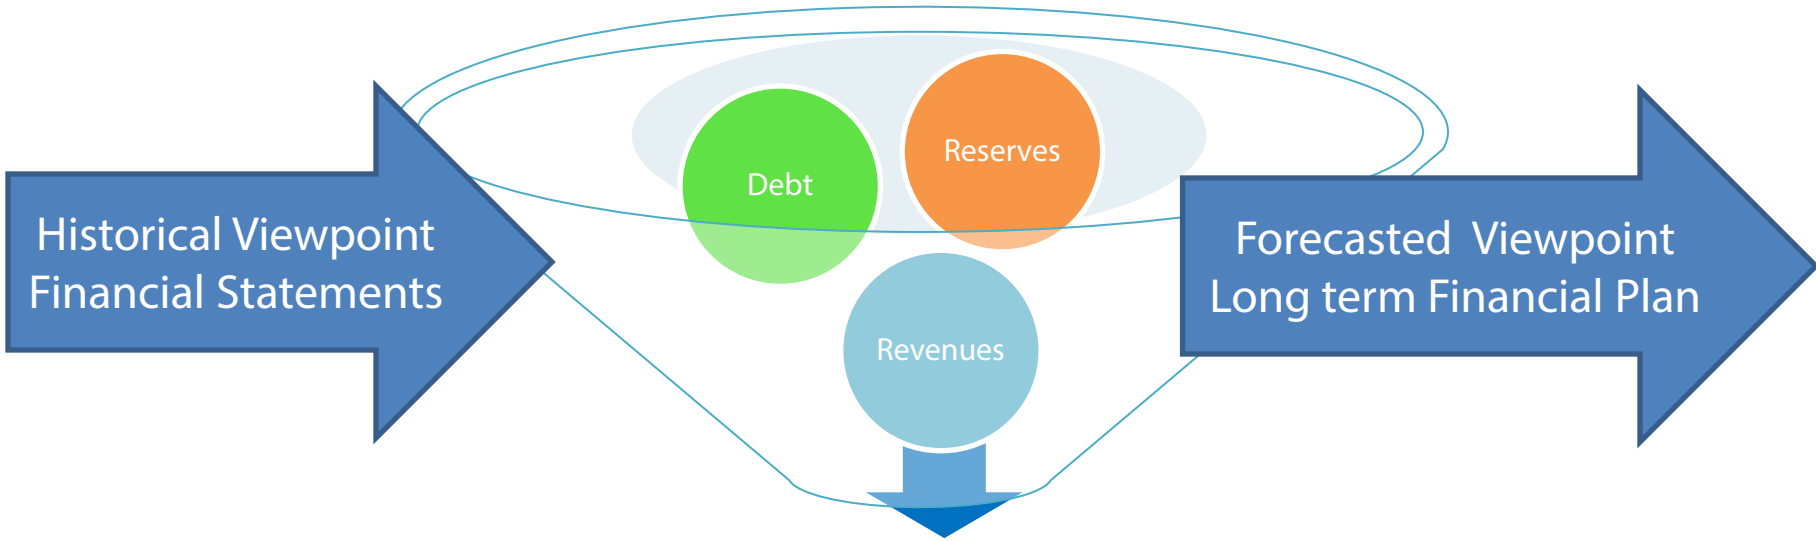 Historical Viewpoint
Financial Statements
Debt
Reserves
Revenues
Forecasted  Viewpoint
Long term Financial Plan